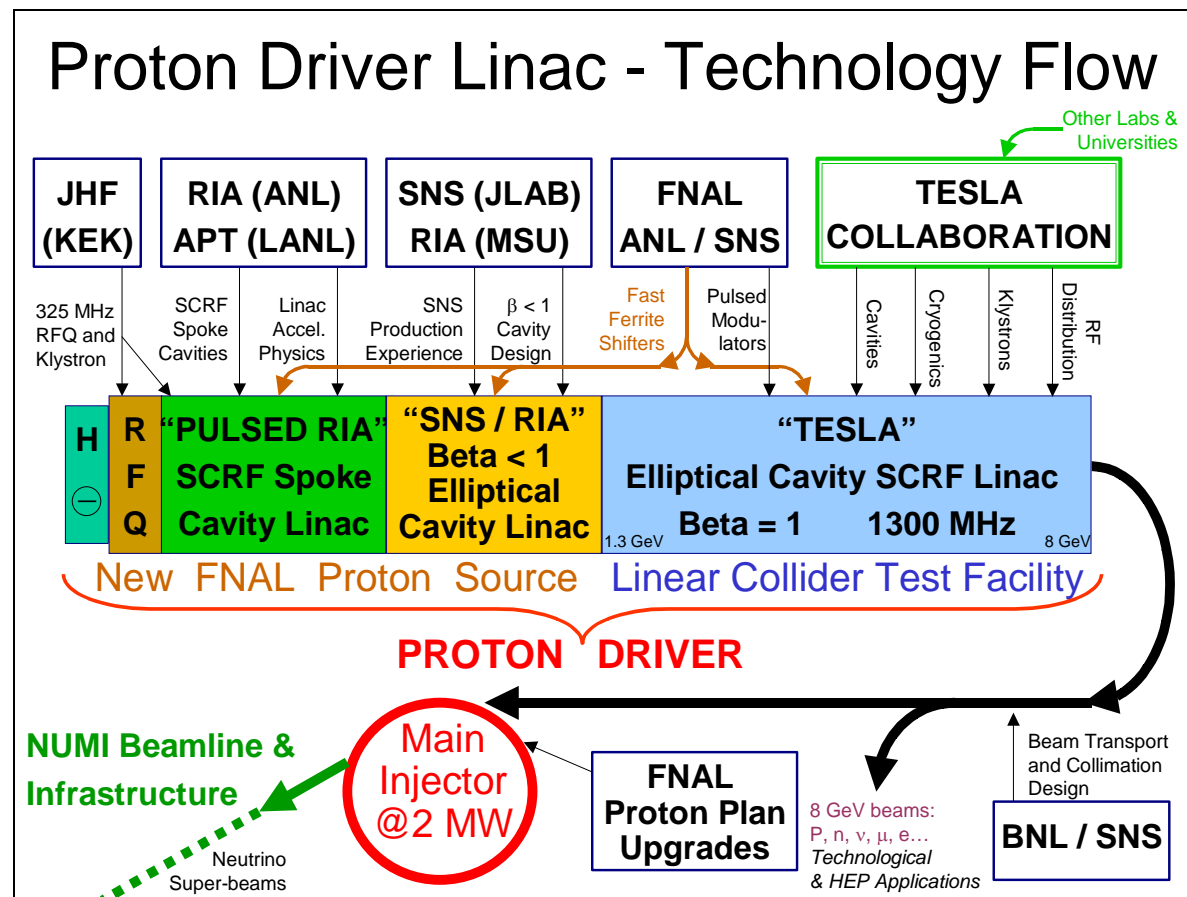 Proton Driver Linac - Technology Flow
Other Labs &
Universities
JHF
(KEK)
RIA (ANL)
APT (LANL)
SNS (JLAB)
RIA (MSU)
FNAL
ANL / SNS
TESLA
COLLABORATION
325 MHz
RFQ and
Klystron
SCRF
Spoke
Cavities
Linac
Accel.
Physics
SNS
Production
Experience
β < 1
Cavity
Design
Fast
Ferrite
Shifters
Pulsed
Modu-
lators
Cavities
Cryogenics
Klystrons
RF
Distribution
H
−
R
F
Q
“PULSED RIA”
SCRF Spoke
Cavity Linac
“SNS / RIA”
Beta < 1
Elliptical
Cavity Linac
“TESLA”
Elliptical Cavity SCRF Linac
Beta = 1 1300 MHz
1.3 GeV
8 GeV
New FNAL Proton Source
Linear Collider Test Facility
PROTON DRIVER
NUMI Beamline &
Infrastructure
Neutrino
Super-beams
Main
Injector
@2 MW
FNAL
Proton Plan
Upgrades
8 GeV beams:
P, n, ν, μ, e…
Technological
& HEP Applications
Beam Transport
and Collimation
Design
BNL / SNS